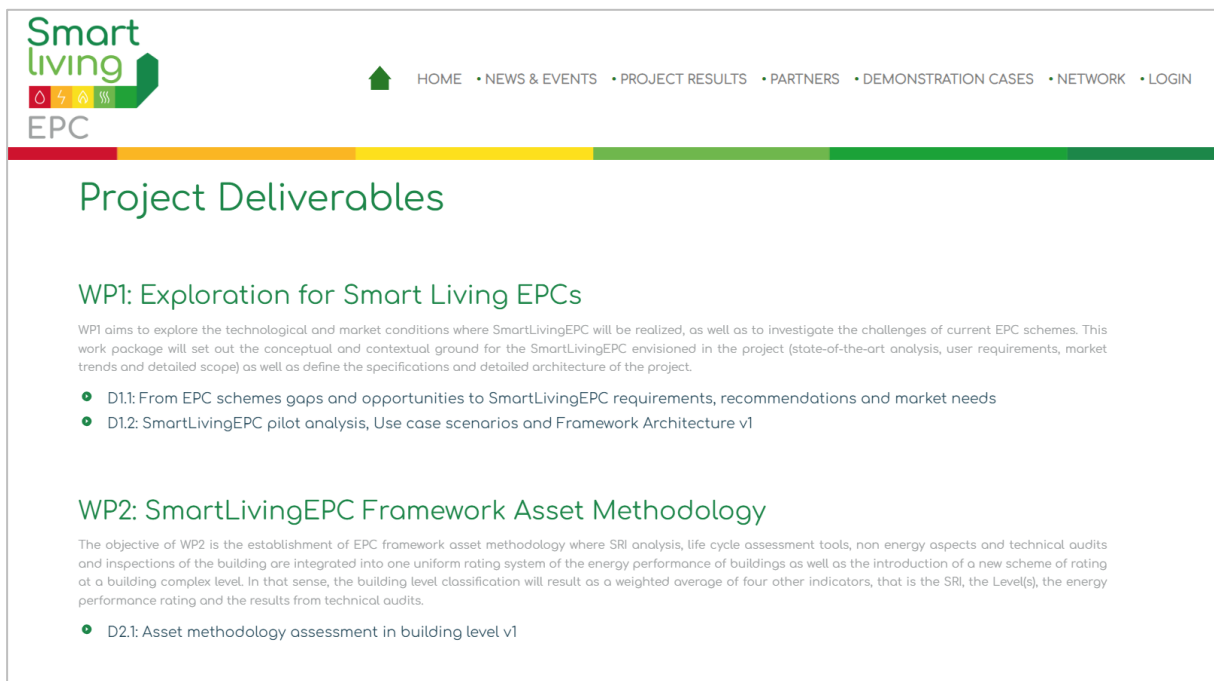 Smart
living
EPC
HOME • NEWS & EVENTS • PROJECT RESULTS • PARTNERS • DEMONSTRATION CASES • NETWORK • LOGIN
Project Deliverables
WP1: Exploration for Smart Living EPCs
WP1 aims to explore the technological and market conditions where SmartLivingEPC will be realized, as well as to investigate the challenges of current EPC schemes. This
work package will set out the conceptual and contextual ground for the SmartLivingEPC envisioned in the project (state-of-the-art analysis, user requirements, market
trends and detailed scope) as well as define the specifications and detailed architecture of the project.
D1.1: From EPC schemes gaps and opportunities to SmartLivingEPC requirements, recommendations and market needs
D1.2: SmartLivingEPC pilot analysis, Use case scenarios and Framework Architecture v1
WP2: SmartLivingEPC Framework Asset Methodology
The objective of WP2 is the establishment of EPC framework asset methodology where SRI analysis, life cycle assessment tools, non energy aspects and technical audits
and inspections of the building are integrated into one uniform rating system of the energy performance of buildings as well as the introduction of a new scheme of rating
at a building complex level. In that sense, the building level classification will result as a weighted average of four other indicators, that is the SRI, the Level(s), the energy
performance rating and the results from technical audits.
D2.1: Asset methodology assessment in building level v1